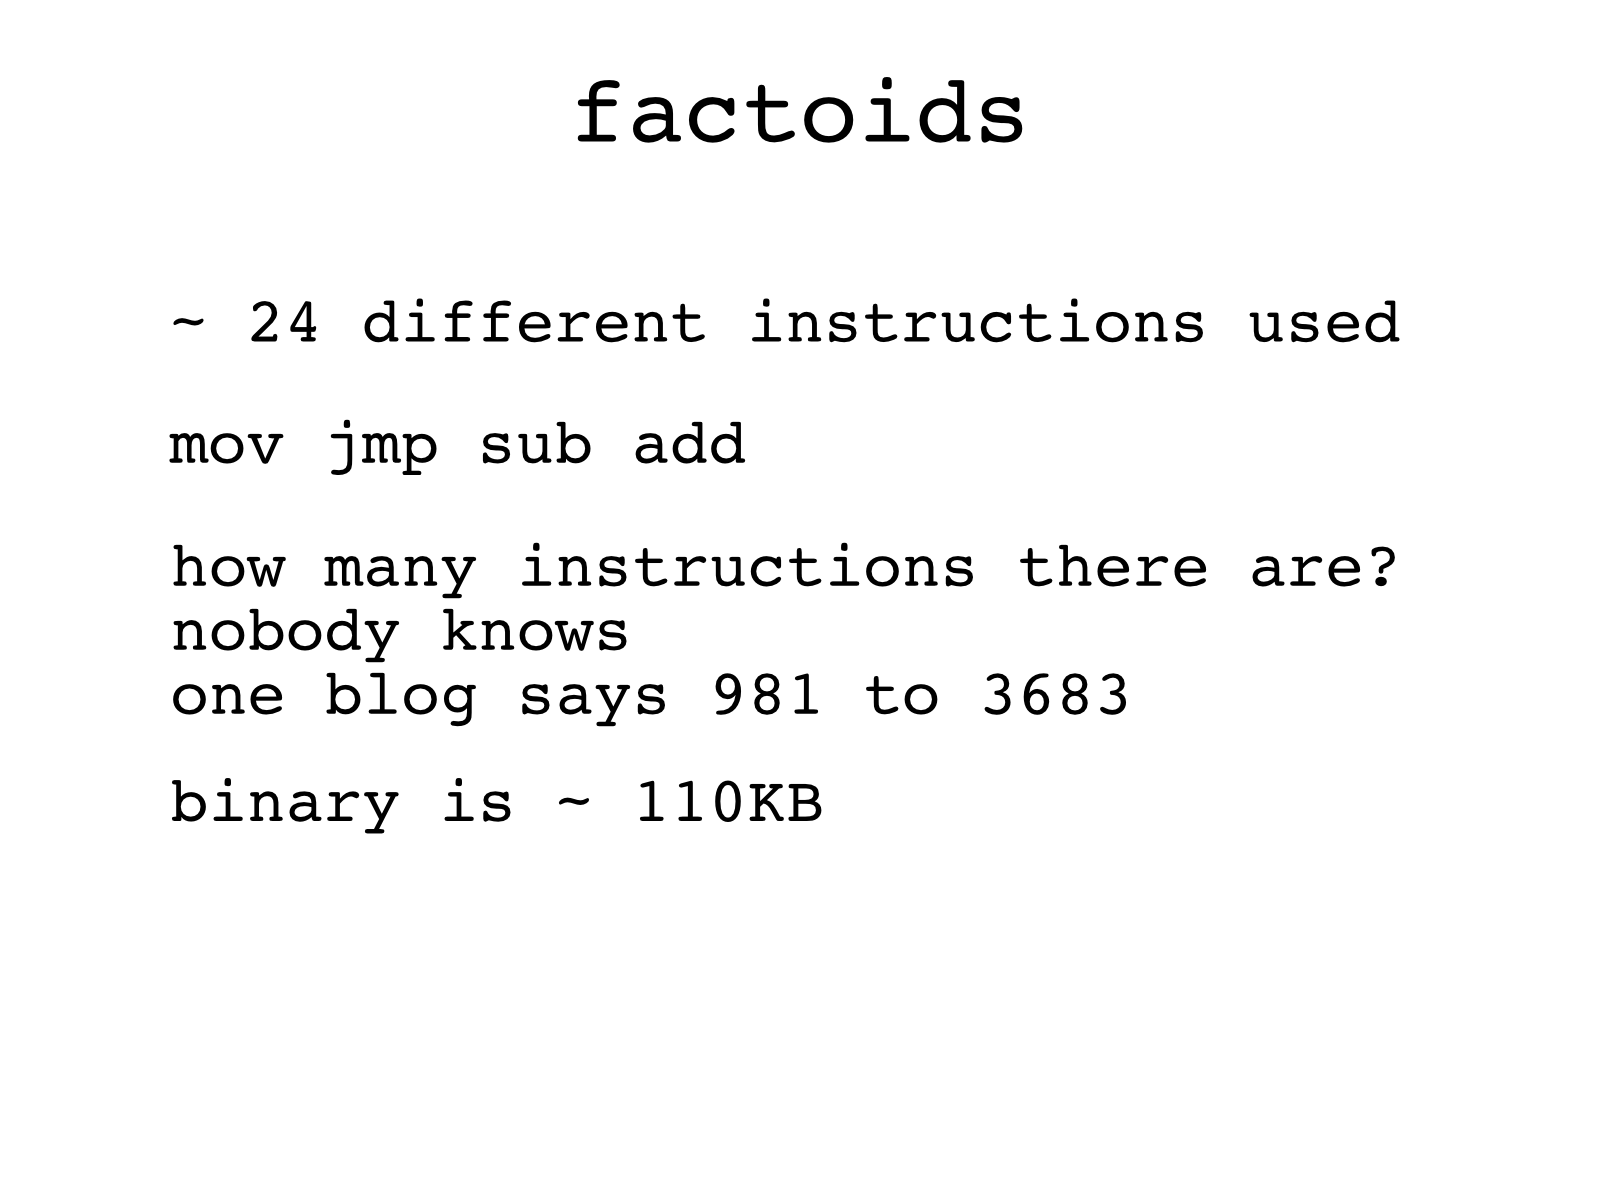 factoids
~ 24 different instructions used
mov jmp sub add
how many instructions there are?
nobody knows
one blog says 981 to 3683
binary is ~ 110KB